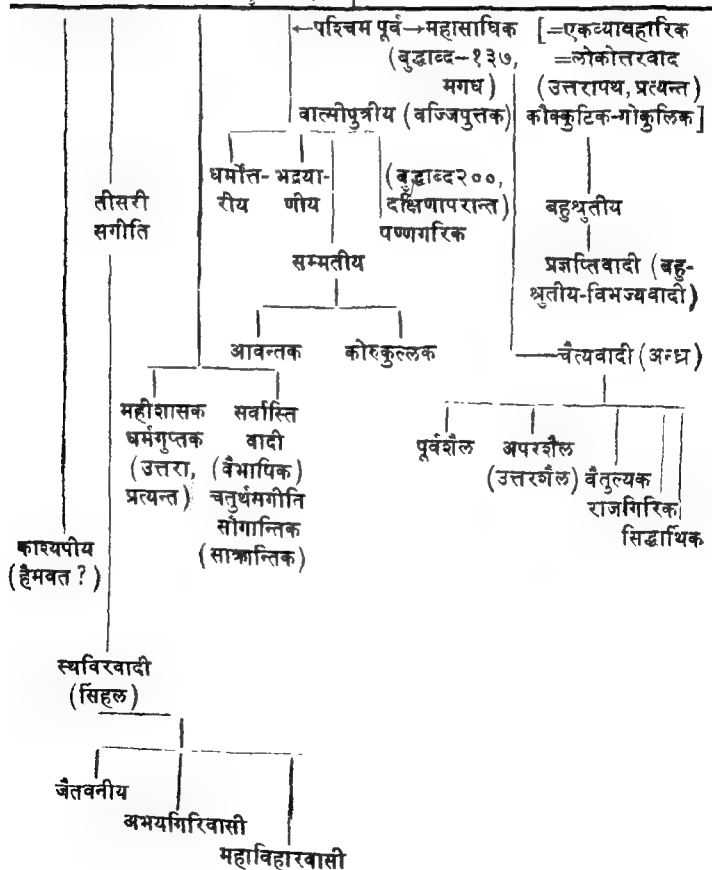 ←पश्चिम पूर्व→महासाधिक [=एकव्यावहारिक
(बुद्धाब्द-१३७, =लोकोत्तरवाद
मगध) (उत्तरापथ, प्रत्यन्त)
वात्मीपुत्रीय (वज्जिपुत्तक) कौक्कुटिक-गोकुलिक]
धर्मोत्त- भद्रया- (बुद्धाब्द२००,
तीसरी रीय णीय दक्षिणापरान्त) बहुश्रुतीय
सगीति पण्णगरिक
सम्मतीय प्रज्ञप्तिवादी (बहु-
श्रुतीय-विभज्यवादी)
आवन्तक कोरुकुल्लक चैत्यवादी (अन्ध्र)
महीशासक सर्वास्ति
धर्मगुप्तक वादी पूर्वशैल अपरशैल
(उत्तरा, (वैभापिक) (उत्तरशैल) वैतुल्यक
प्रत्यन्त) चतुर्थमगीति राजगिरिक
सौगान्तिक सिद्धार्थिक
काश्यपीय (साक्रान्तिक)
(हैमवत ?)
स्थविरवादी
(सिंहल)
जेतवनीय
अभयगिरिवासी
महाविहारवासी